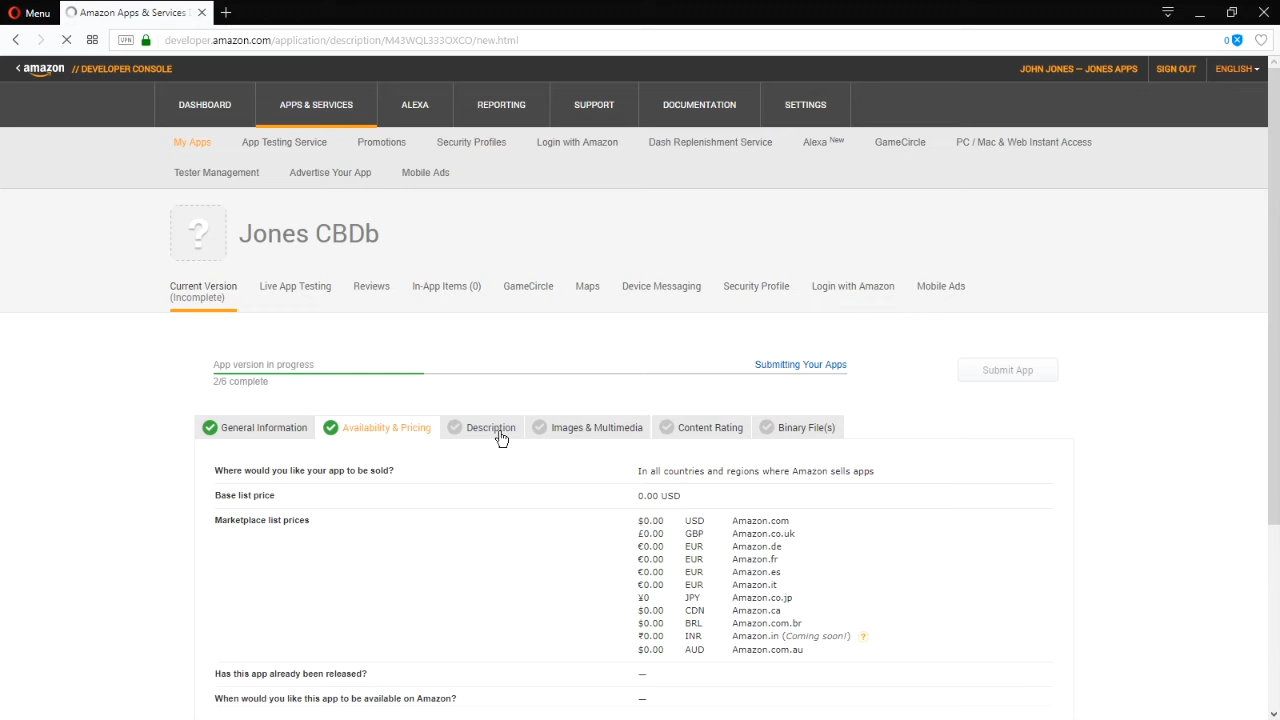 Menu
Amazon Apps & Services
VPN
developer.amazon.com/application/description/M43WQL333OXCO/new.html
0
< amazon // DEVELOPER CONSOLE
JOHN JONES — JONES APPS
SIGN OUT
ENGLISH
DASHBOARD
APPS & SERVICES
ALEXA
REPORTING
SUPPORT
DOCUMENTATION
SETTINGS
My Apps
App Testing Service
Promotions
Security Profiles
Login with Amazon
Dash Replenishment Service
Alexa New
GameCircle
PC / Mac & Web Instant Access
Tester Management
Advertise Your App
Mobile Ads
?
Jones CBDb
Current Version
(Incomplete)
Live App Testing
Reviews
In-App Items (0)
GameCircle
Maps
Device Messaging
Security Profile
Login with Amazon
Mobile Ads
App version in progress
Submitting Your Apps
2/6 complete
Submit App
General Information
Availability & Pricing
Description
Images & Multimedia
Content Rating
Binary File(s)
Where would you like your app to be sold? In all countries and regions where Amazon sells apps
Base list price 0.00 USD
Marketplace list prices $0.00 USD Amazon.com
£0.00 GBP Amazon.co.uk
€0.00 EUR Amazon.de
€0.00 EUR Amazon.fr
€0.00 EUR Amazon.es
€0.00 EUR Amazon.it
¥0 JPY Amazon.co.jp
$0.00 CDN Amazon.ca
$0.00 BRL Amazon.com.br
₹0.00 INR Amazon.in (Coming soon!) ?
$0.00 AUD Amazon.com.au
Has this app already been released? —
When would you like this app to be available on Amazon? —